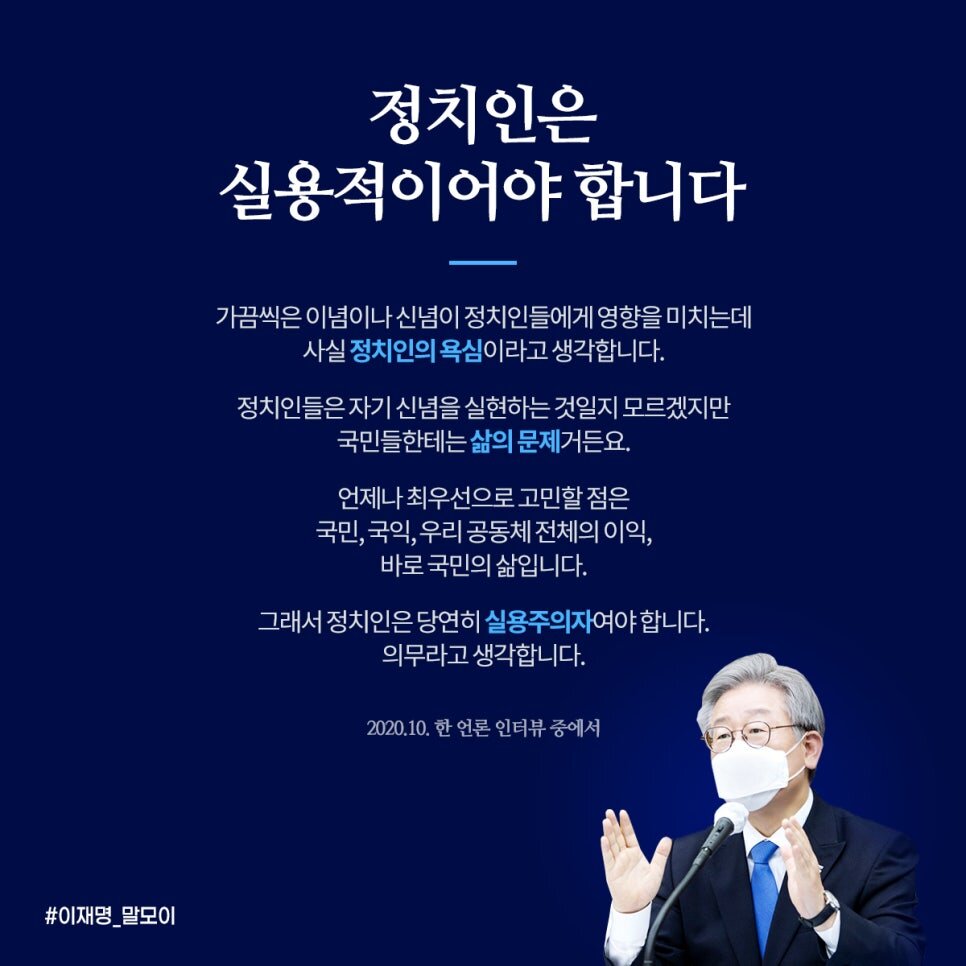 정치인은
실용적이어야 합니다
가끔씩은 이념이나 신념이 정치인들에게 영향을 미치는데
사실 정치인의 욕심이라고 생각합니다.
정치인들은 자기 신념을 실현하는 것일지 모르겠지만
국민들한테는 삶의 문제거든요.
언제나 최우선으로 고민할 점은
국민, 국익, 우리 공동체 전체의 이익,
바로 국민의 삶입니다.
그래서 정치인은 당연히 실용주의자여야 합니다.
의무라고 생각합니다.
2020.10. 한 언론 인터뷰 중에서
#이재명_말모이